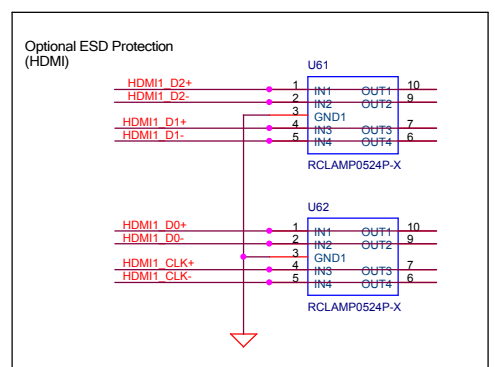 Optional ESD Protection
(HDMI)
U61
HDMI1_D2+ 1 IN1 OUT1 10
HDMI1_D2- 2 IN2 OUT2 9
3 GND1
HDMI1_D1+ 4 IN3 OUT3 7
HDMI1_D1- 5 IN4 OUT4 6
RCLAMP0524P-X
U62
HDMI1_D0+ 1 IN1 OUT1 10
HDMI1_D0- 2 IN2 OUT2 9
3 GND1
HDMI1_CLK+ 4 IN3 OUT3 7
HDMI1_CLK- 5 IN4 OUT4 6
RCLAMP0524P-X